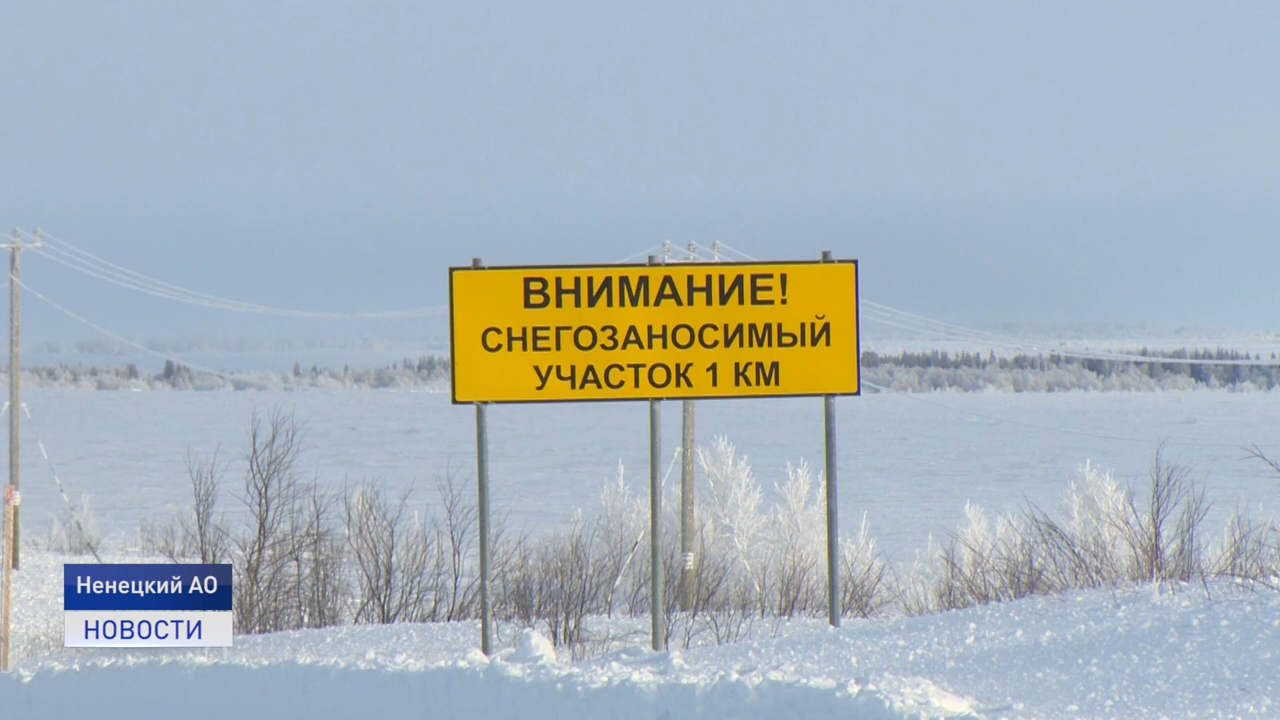 ВНИМАНИЕ!
СНЕГОЗАНОСИМЫЙ
УЧАСТОК 1 КМ
Ненецкий АО
НОВОСТИ